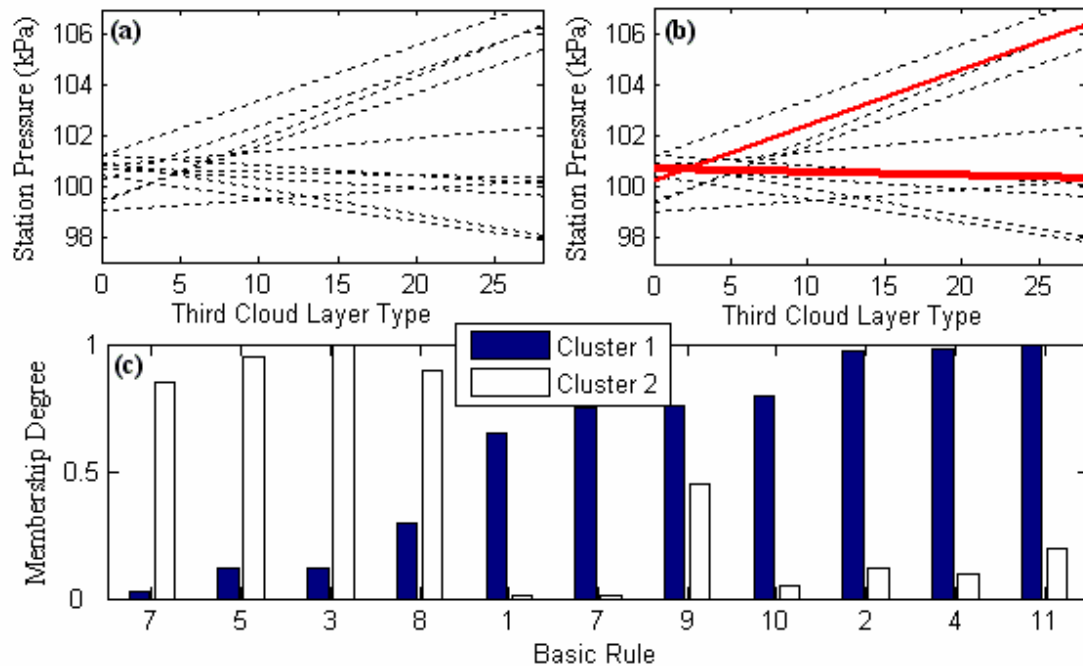 (a)
Station Pressure (kPa)
106
104
102
100
98
0 5 10 15 20 25
Third Cloud Layer Type
(b)
Station Pressure (kPa)
106
104
102
100
98
0 5 10 15 20 25
Third Cloud Layer Type
(c)
Cluster 1
Cluster 2
Membership Degree
1
0.5
0
7 5 3 8 1 7 9 10 2 4 11
Basic Rule